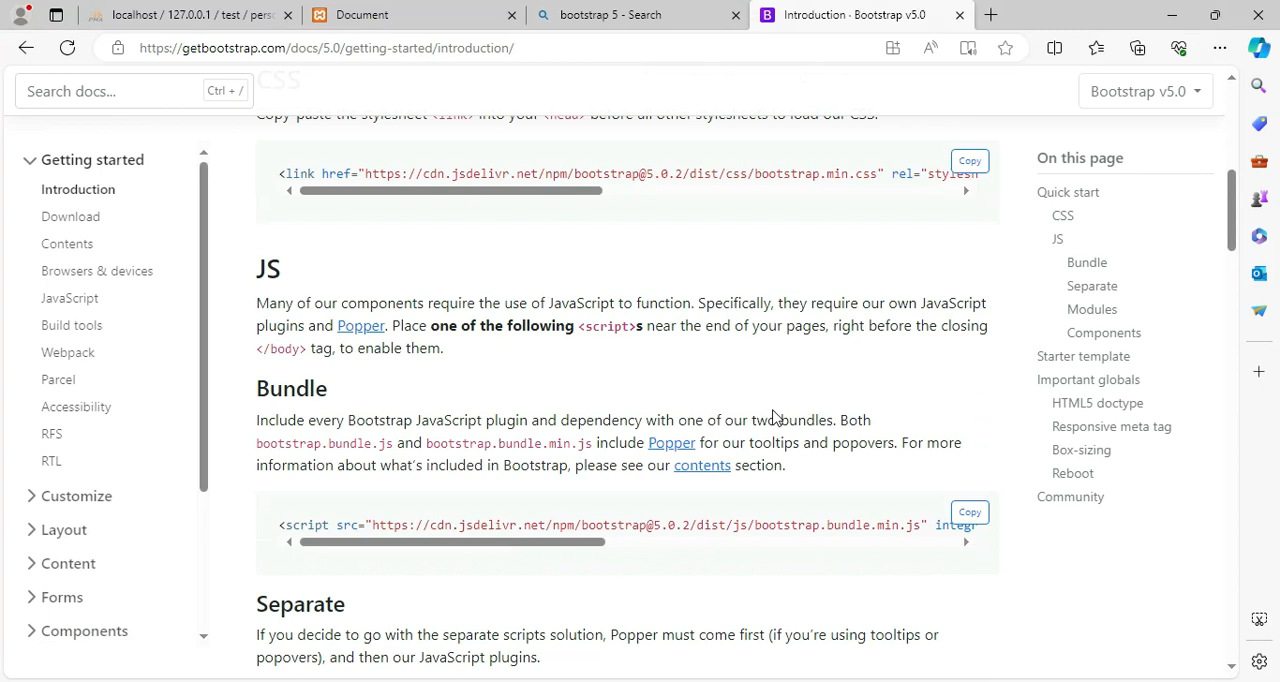 localhost / 127.0.0.1 / test / perso
Document
bootstrap 5 - Search
Introduction · Bootstrap v5.0
https://getbootstrap.com/docs/5.0/getting-started/introduction/
Search docs...
Ctrl + /
Bootstrap v5.0
CSS
Copy-paste the stylesheet <link> into your <head> before all other stylesheets to load our CSS.
Copy
<link href="https://cdn.jsdelivr.net/npm/bootstrap@5.0.2/dist/css/bootstrap.min.css" rel="stylesh
JS
Many of our components require the use of JavaScript to function. Specifically, they require our own JavaScript
plugins and Popper. Place one of the following <script>s near the end of your pages, right before the closing
</body> tag, to enable them.
Bundle
Include every Bootstrap JavaScript plugin and dependency with one of our two bundles. Both
bootstrap.bundle.js and bootstrap.bundle.min.js include Popper for our tooltips and popovers. For more
information about what's included in Bootstrap, please see our contents section.
Copy
<script src="https://cdn.jsdelivr.net/npm/bootstrap@5.0.2/dist/js/bootstrap.bundle.min.js" integr
Separate
If you decide to go with the separate scripts solution, Popper must come first (if you're using tooltips or
popovers), and then our JavaScript plugins.
Getting started
Introduction
Download
Contents
Browsers & devices
JavaScript
Build tools
Webpack
Parcel
Accessibility
RFS
RTL
Customize
Layout
Content
Forms
Components
On this page
Quick start
CSS
JS
Bundle
Separate
Modules
Components
Starter template
Important globals
HTML5 doctype
Responsive meta tag
Box-sizing
Reboot
Community